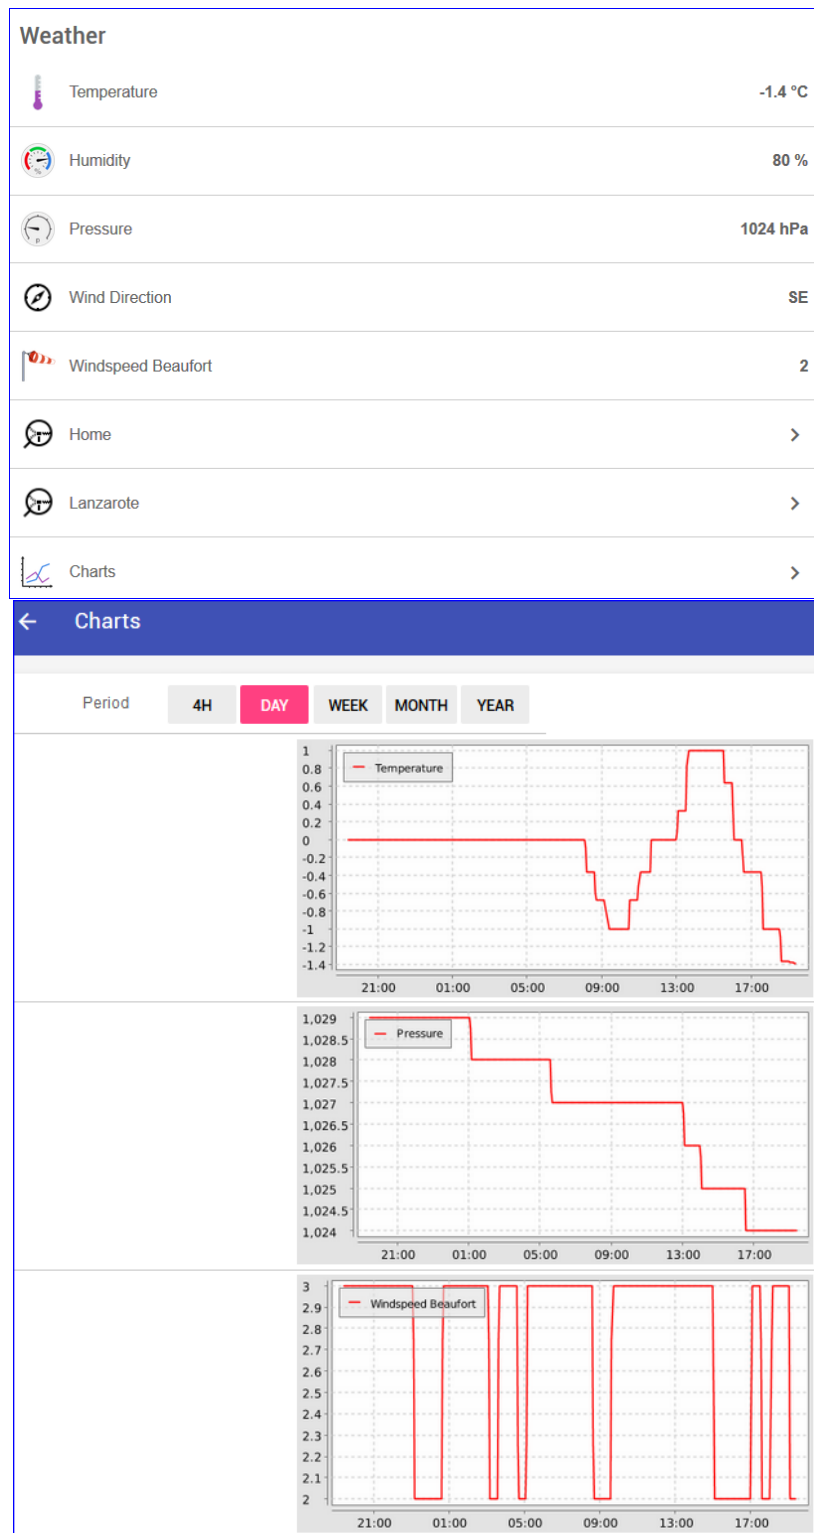 Weather
Temperature -1.4 °C
Humidity 80 %
% 
Pressure 1024 hPa
P
Wind Direction SE
Windspeed Beaufort 2
Home
Lanzarote
Charts
Charts
Period 4H DAY WEEK MONTH YEAR
Temperature
1
0.8
0.6
0.4
0.2
0
-0.2
-0.4
-0.6
-0.8
-1
-1.2
-1.4
21:00 01:00 05:00 09:00 13:00 17:00
Pressure
1,029
1,028.5
1,028
1,027.5
1,027
1,026.5
1,026
1,025.5
1,025
1,024.5
1,024
21:00 01:00 05:00 09:00 13:00 17:00
Windspeed Beaufort
3
2.9
2.8
2.7
2.6
2.5
2.4
2.3
2.2
2.1
2
21:00 01:00 05:00 09:00 13:00 17:00